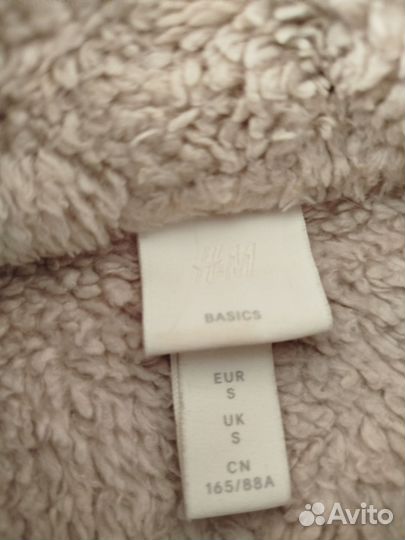 H&M
BASICS
EUR
S
UK
S
CN
165/88A
Avito